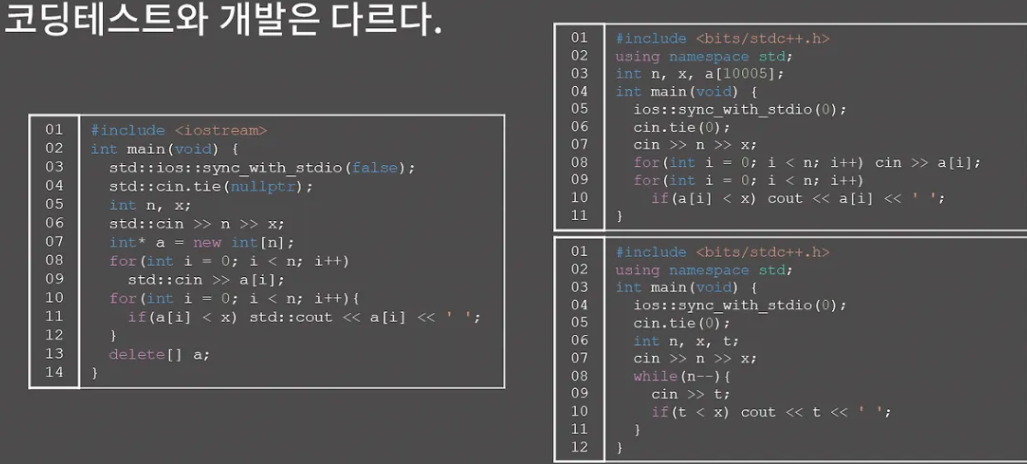 코딩테스트와 개발은 다르다.
01 #include <iostream>
02 int main(void) {
03 std::ios::sync_with_stdio(false);
04 std::cin.tie(nullptr);
05 int n, x;
06 std::cin >> n >> x;
07 int* a = new int[n];
08 for(int i = 0; i < n; i++)
09 std::cin >> a[i];
10 for(int i = 0; i < n; i++){
11 if(a[i] < x) std::cout << a[i] << ' ';
12 }
13 delete[] a;
14 }
01 #include <bits/stdc++.h>
02 using namespace std;
03 int n, x, a[10005];
04 int main(void) {
05 ios::sync_with_stdio(0);
06 cin.tie(0);
07 cin >> n >> x;
08 for(int i = 0; i < n; i++) cin >> a[i];
09 for(int i = 0; i < n; i++)
10 if(a[i] < x) cout << a[i] << ' ';
11 }
01 #include <bits/stdc++.h>
02 using namespace std;
03 int main(void) {
04 ios::sync_with_stdio(0);
05 cin.tie(0);
06 int n, x, t;
07 cin >> n >> x;
08 while(n--){
09 cin >> t;
10 if(t < x) cout << t << ' ';
11 }
12 }